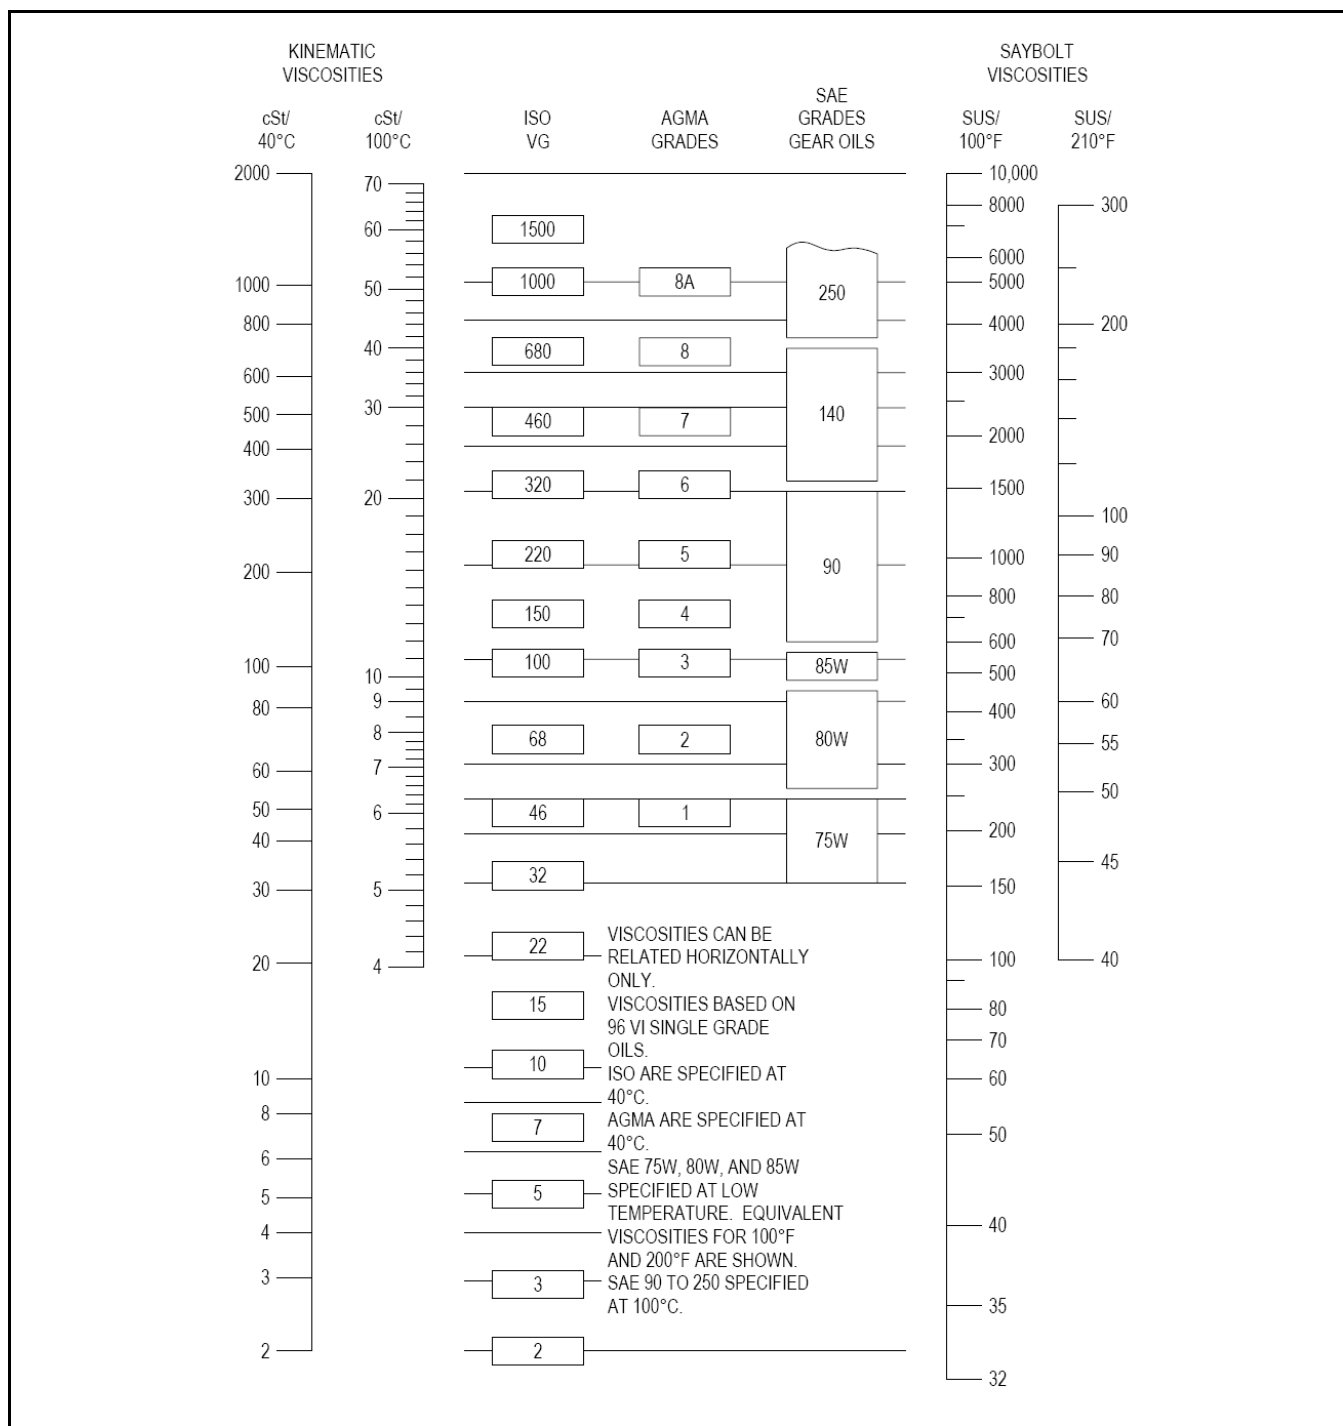 KINEMATIC
VISCOSITIES
SAYBOLT
VISCOSITIES
cSt/
40°C
cSt/
100°C
ISO
VG
AGMA
GRADES
SAE
GRADES
GEAR OILS
SUS/
100°F
SUS/
210°F
2000
1000
800
600
500
400
300
200
100
80
60
50
40
30
20
10
8
6
5
4
3
2
70
60
50
40
30
20
10
9
8
7
6
5
4
1500
1000
680
460
320
220
150
100
68
46
32
22
15
10
7
5
3
2
8A
8
7
6
5
4
3
2
1
250
140
90
85W
80W
75W
VISCOSITIES CAN BE
RELATED HORIZONTALLY
ONLY.
VISCOSITIES BASED ON
96 VI SINGLE GRADE
OILS.
ISO ARE SPECIFIED AT
40°C.
AGMA ARE SPECIFIED AT
40°C.
SAE 75W, 80W, AND 85W
SPECIFIED AT LOW
TEMPERATURE. EQUIVALENT
VISCOSITIES FOR 100°F
AND 200°F ARE SHOWN.
SAE 90 TO 250 SPECIFIED
AT 100°C.
10,000
8000
6000
5000
4000
3000
2000
1500
1000
800
600
500
400
300
200
150
100
80
70
60
50
40
35
32
300
200
100
90
80
70
60
55
50
45
40